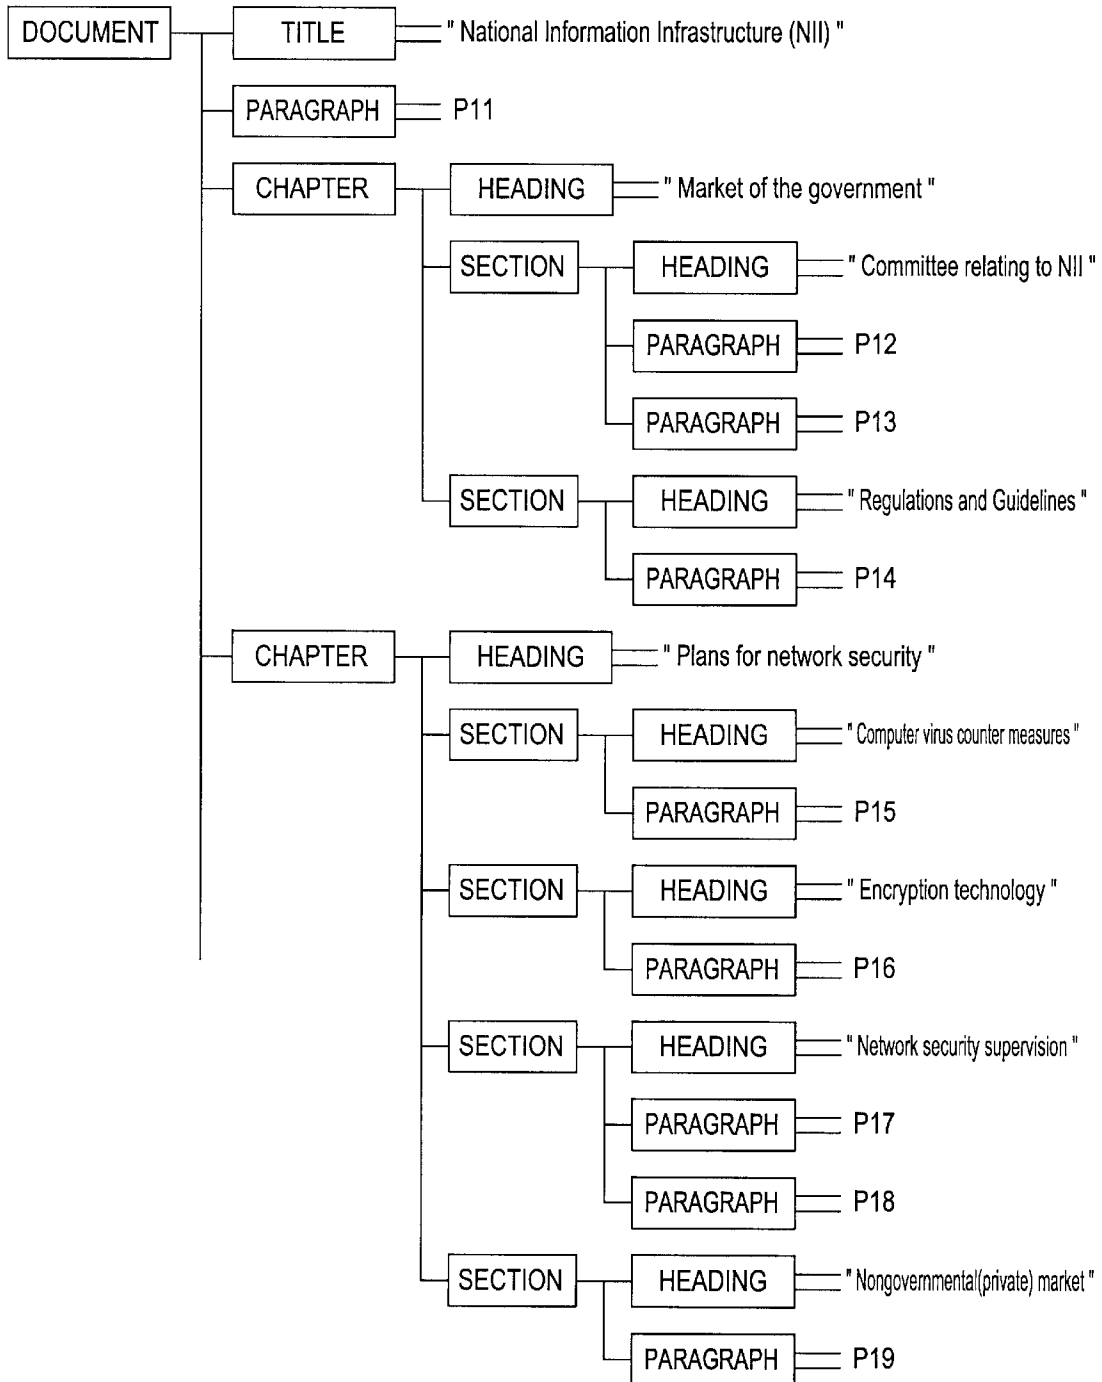 DOCUMENT TITLE " National Information Infrastructure (NII) "
PARAGRAPH P11
CHAPTER HEADING " Market of the government "
SECTION HEADING " Committee relating to NII "
PARAGRAPH P12
PARAGRAPH P13
SECTION HEADING " Regulations and Guidelines "
PARAGRAPH P14
CHAPTER HEADING " Plans for network security "
SECTION HEADING " Computer virus counter measures "
PARAGRAPH P15
SECTION HEADING " Encryption technology "
PARAGRAPH P16
SECTION HEADING " Network security supervision "
PARAGRAPH P17
PARAGRAPH P18
SECTION HEADING " Nongovernmental(private) market "
PARAGRAPH P19